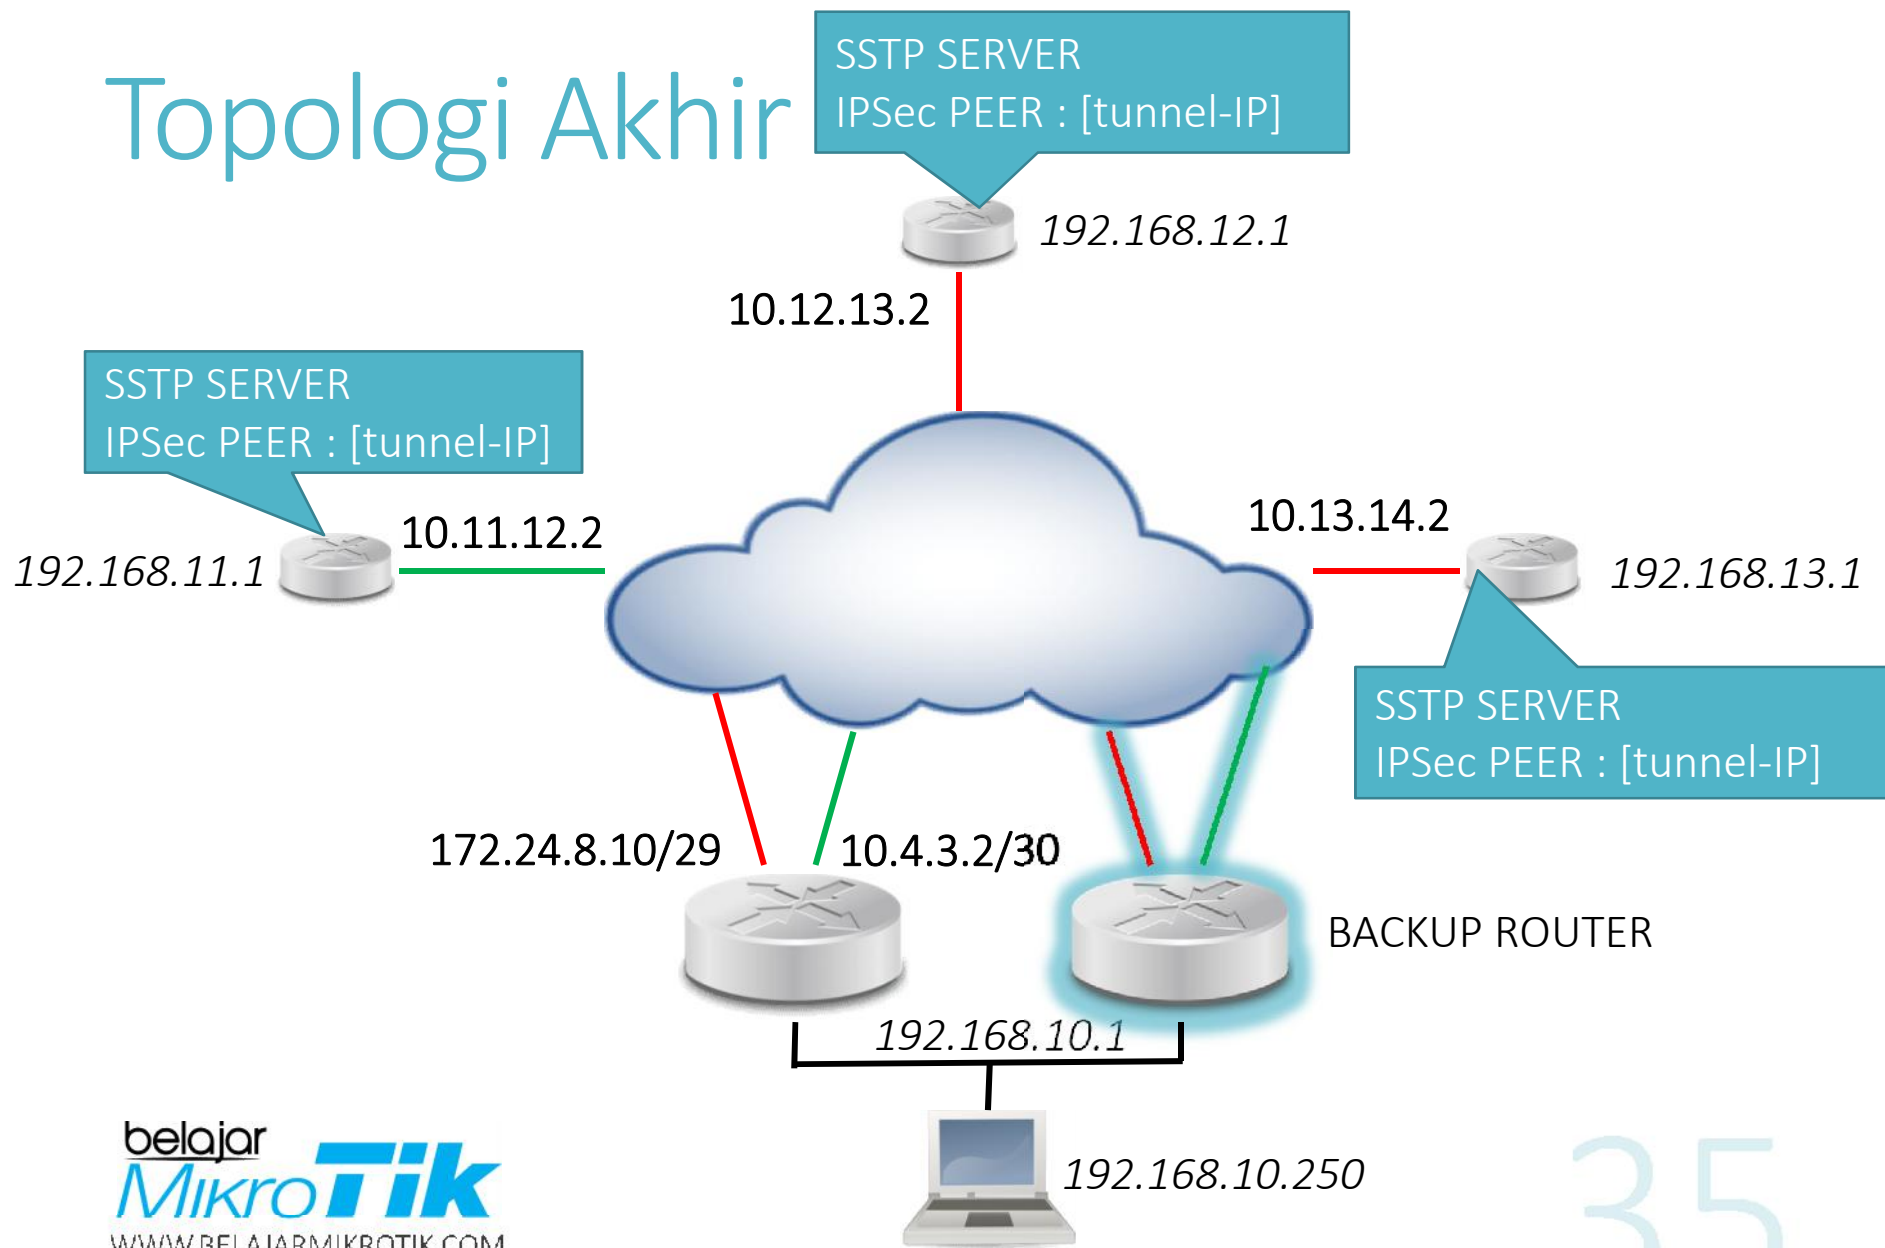 Topologi Akhir
SSTP SERVER
IPSec PEER : [tunnel-IP]
192.168.12.1
10.12.13.2
SSTP SERVER
IPSec PEER : [tunnel-IP]
10.11.12.2
192.168.11.1
10.13.14.2
192.168.13.1
SSTP SERVER
IPSec PEER : [tunnel-IP]
172.24.8.10/29
10.4.3.2/30
BACKUP ROUTER
192.168.10.1
192.168.10.250
belajar
MikroTik
WWW.BELAJARMIKROTIK.COM
35